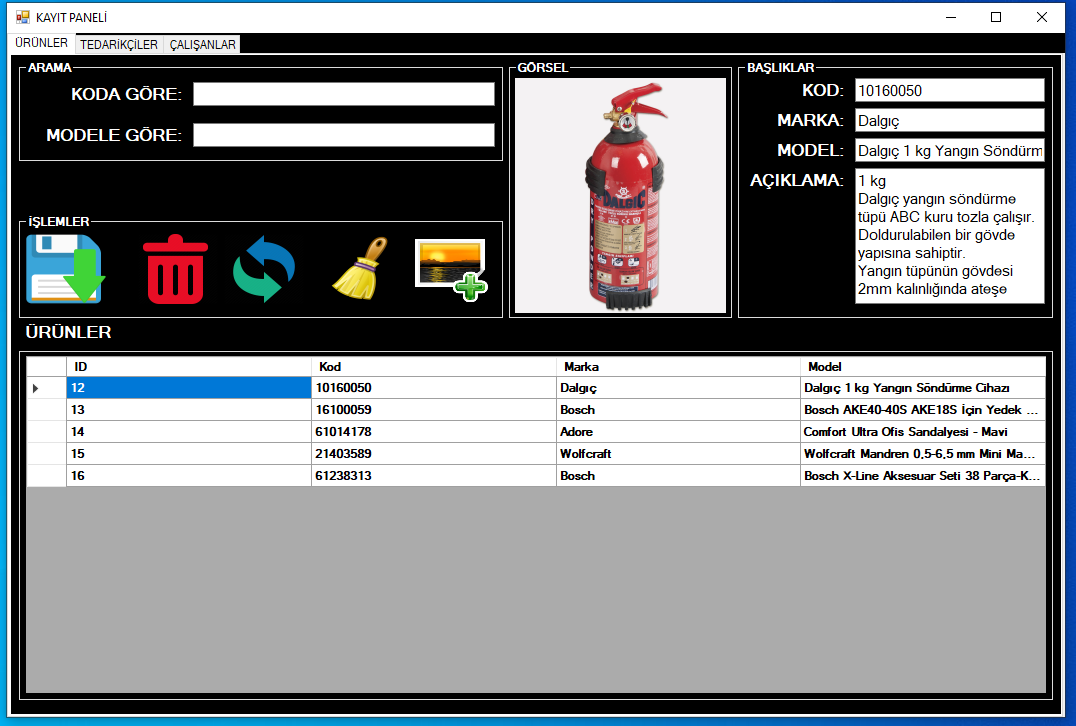 KAYIT PANELİ
ÜRÜNLER TEDARİKÇİLER ÇALIŞANLAR
ARAMA
KODA GÖRE:
MODELE GÖRE:
İŞLEMLER
GÖRSEL
DALGIÇ
BAŞLIKLAR
KOD: 10160050
MARKA: Dalgıç
MODEL: Dalgıç 1 kg Yangın Söndürm
AÇIKLAMA: 1 kg
Dalgıç yangın söndürme
tüpü ABC kuru tozla çalışır.
Doldurulabilen bir gövde
yapısına sahiptir.
Yangın tüpünün gövdesi
2mm kalınlığında ateşe
ÜRÜNLER
ID Kod Marka Model
12 10160050 Dalgıç Dalgıç 1 kg Yangın Söndürme Cihazı
13 16100059 Bosch Bosch AKE40-40S AKE18S İçin Yedek ...
14 61014178 Adore Comfort Ultra Ofis Sandalyesi - Mavi
15 21403589 Wolfcraft Wolfcraft Mandren 0,5-6,5 mm Mini Ma...
16 61238313 Bosch Bosch X-Line Aksesuar Seti 38 Parça-K...